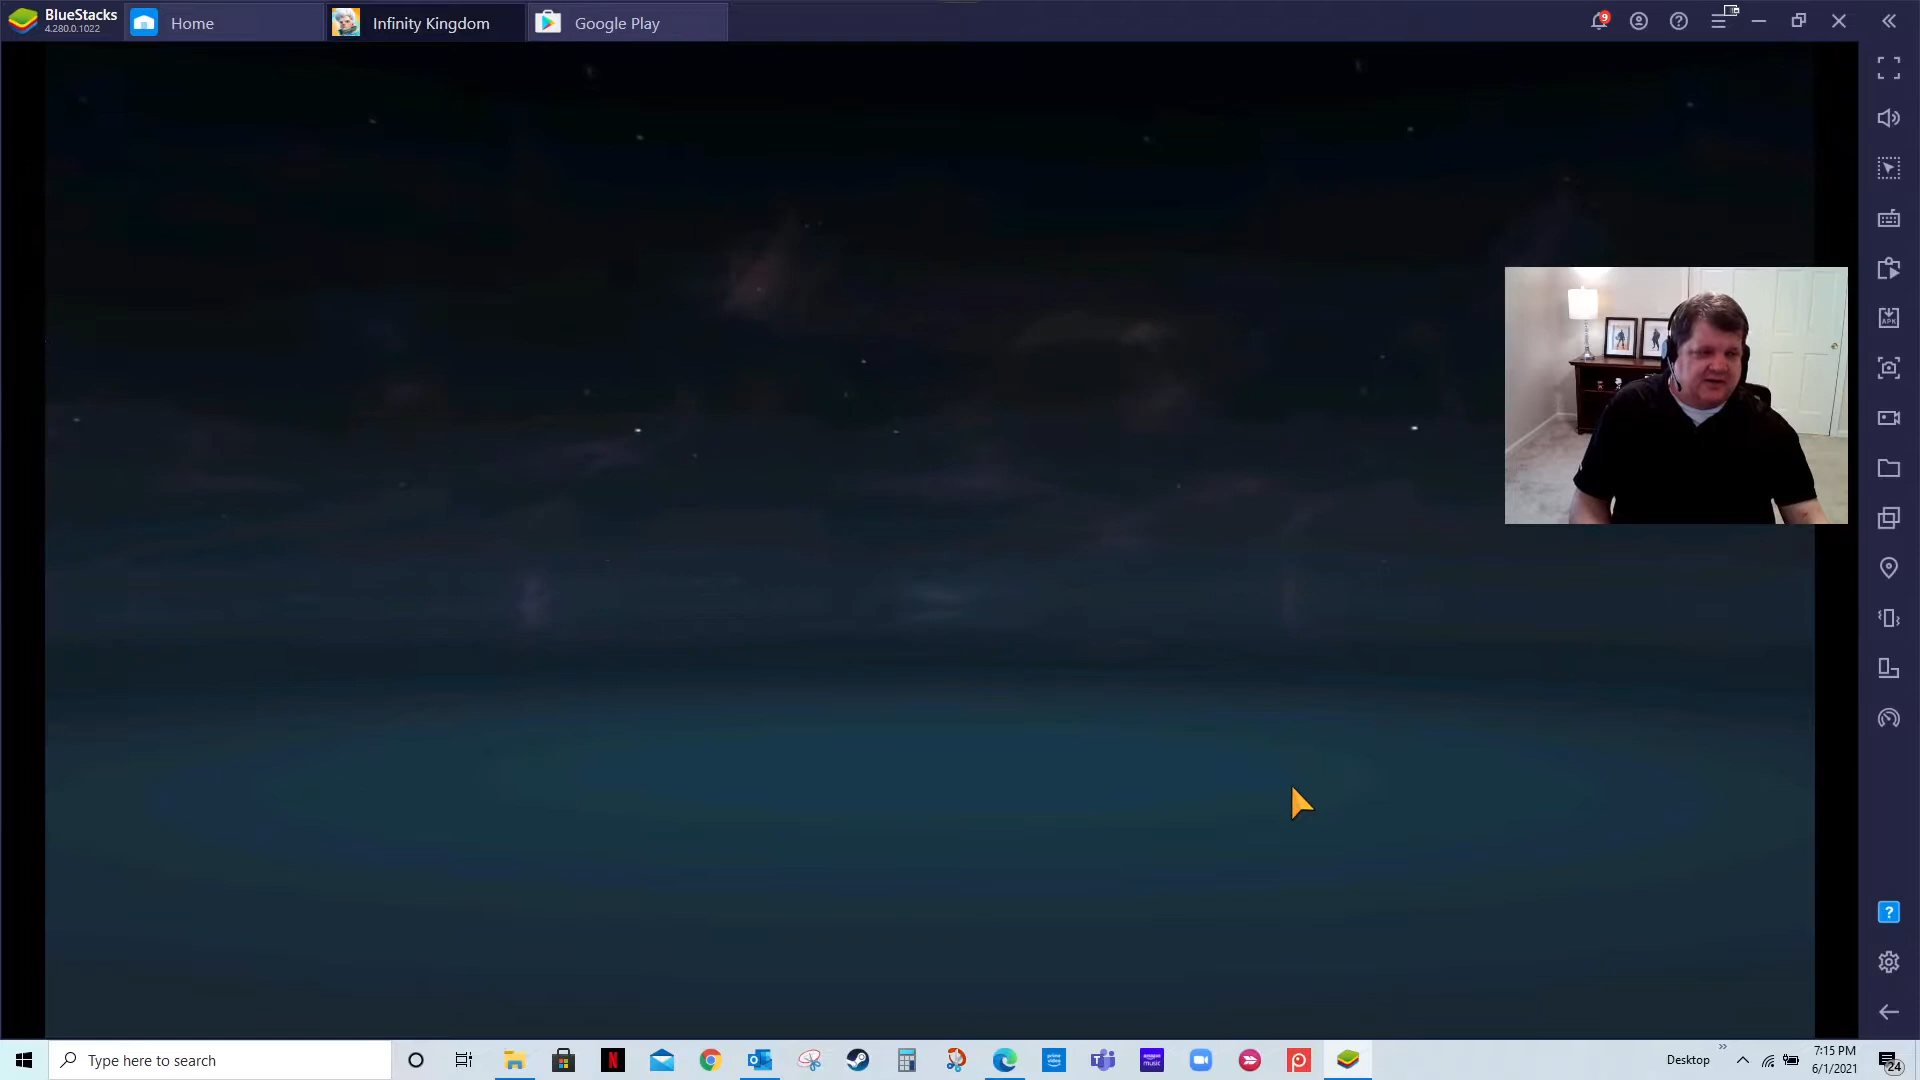 BlueStacks
4.280.0.1022
Home
Infinity Kingdom
Google Play
9
Type here to search
Desktop
7:15 PM
6/1/2021
24